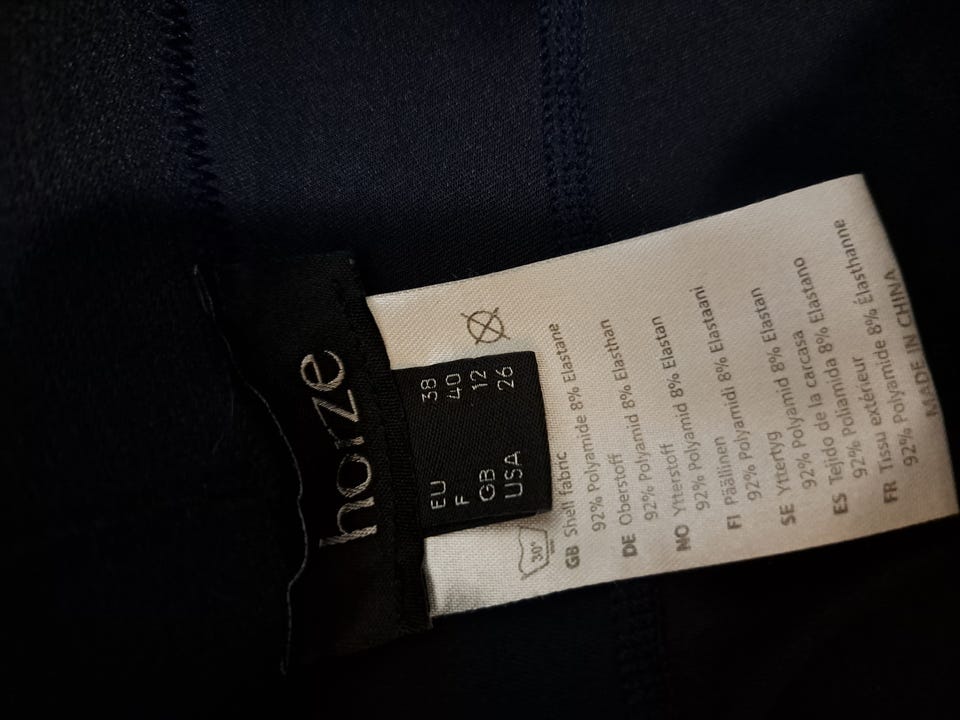 horze
EU 38
F 40
GB 12
USA 26
30°
GB Shell fabric
92% Polyamide 8% Elastane
DE Oberstoff
92% Polyamid 8% Elasthan
NO Ytterstoff
92% Polyamid 8% Elastan
FI Päällinen
92% Polyamidi 8% Elastaani
SE Yttertyg
92% Polyamid 8% Elastan
ES Tejido de la carcasa
92% Poliamida 8% Elastano
FR Tissu extérieur
92% Polyamide 8% Élasthanne
MADE IN CHINA